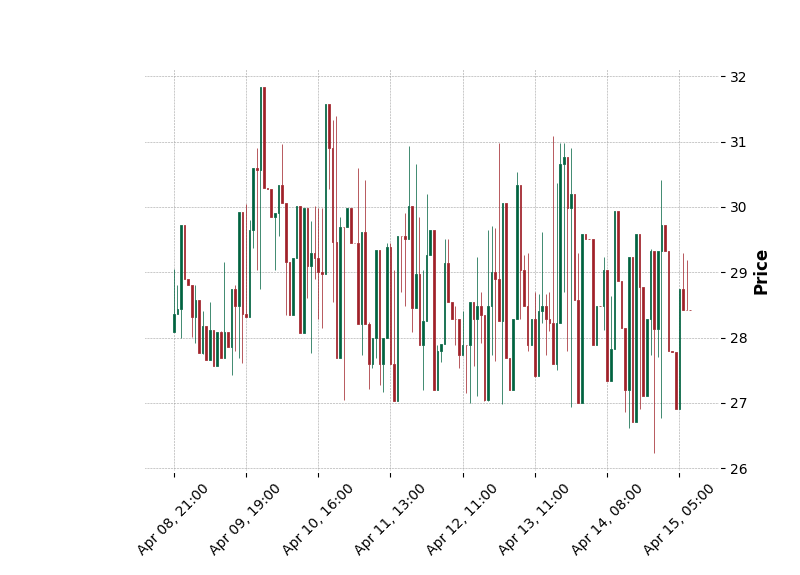 32
31
30
29
28
27
26
Price
Apr 08, 21:00
Apr 09, 19:00
Apr 10, 16:00
Apr 11, 13:00
Apr 12, 11:00
Apr 13, 11:00
Apr 14, 08:00
Apr 15, 05:00